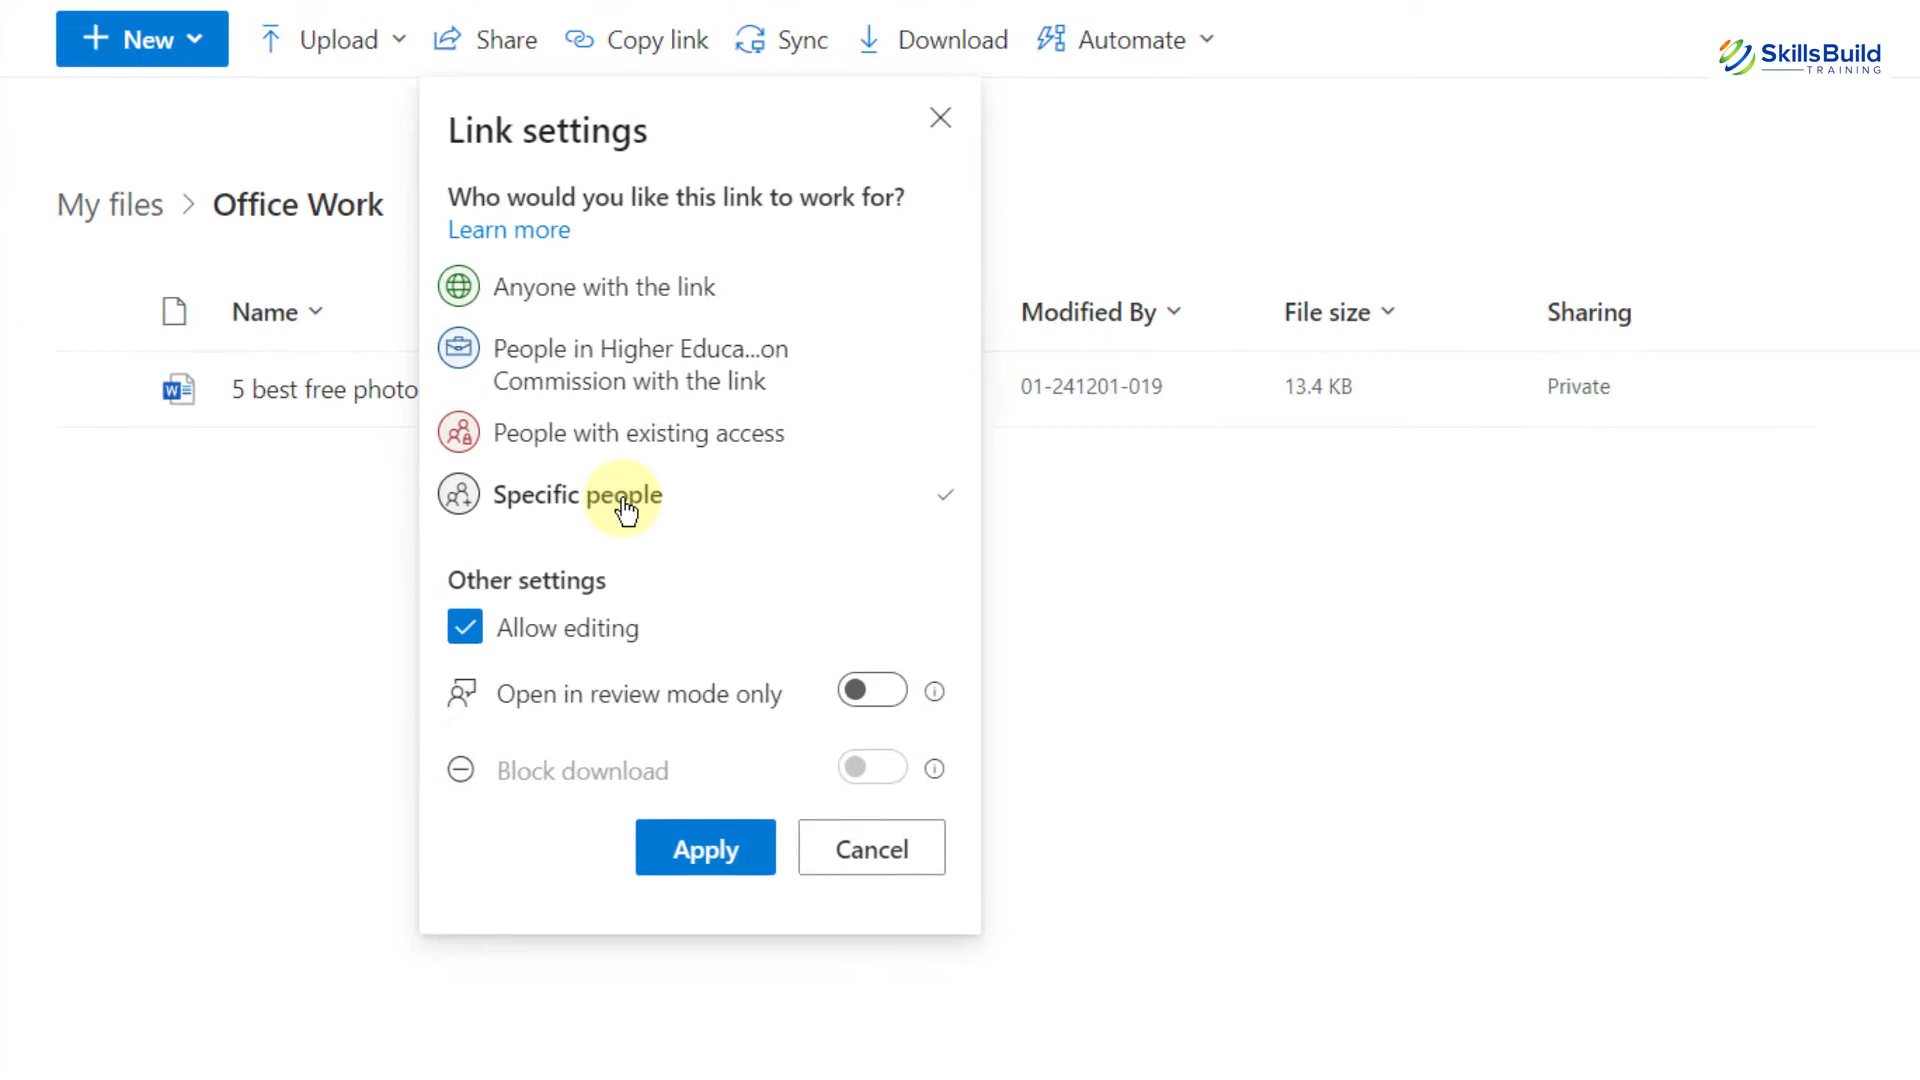 New
Upload
Share
Copy link
Sync
Download
Automate
SkillsBuild
TRAINING
Link settings
Who would you like this link to work for?
Learn more
Anyone with the link
People in Higher Educa...on
Commission with the link
People with existing access
Specific people
Other settings
Allow editing
Open in review mode only
Block download
Apply
Cancel
My files > Office Work
Name
Modified By
File size
Sharing
5 best free photo
01-241201-019
13.4 KB
Private